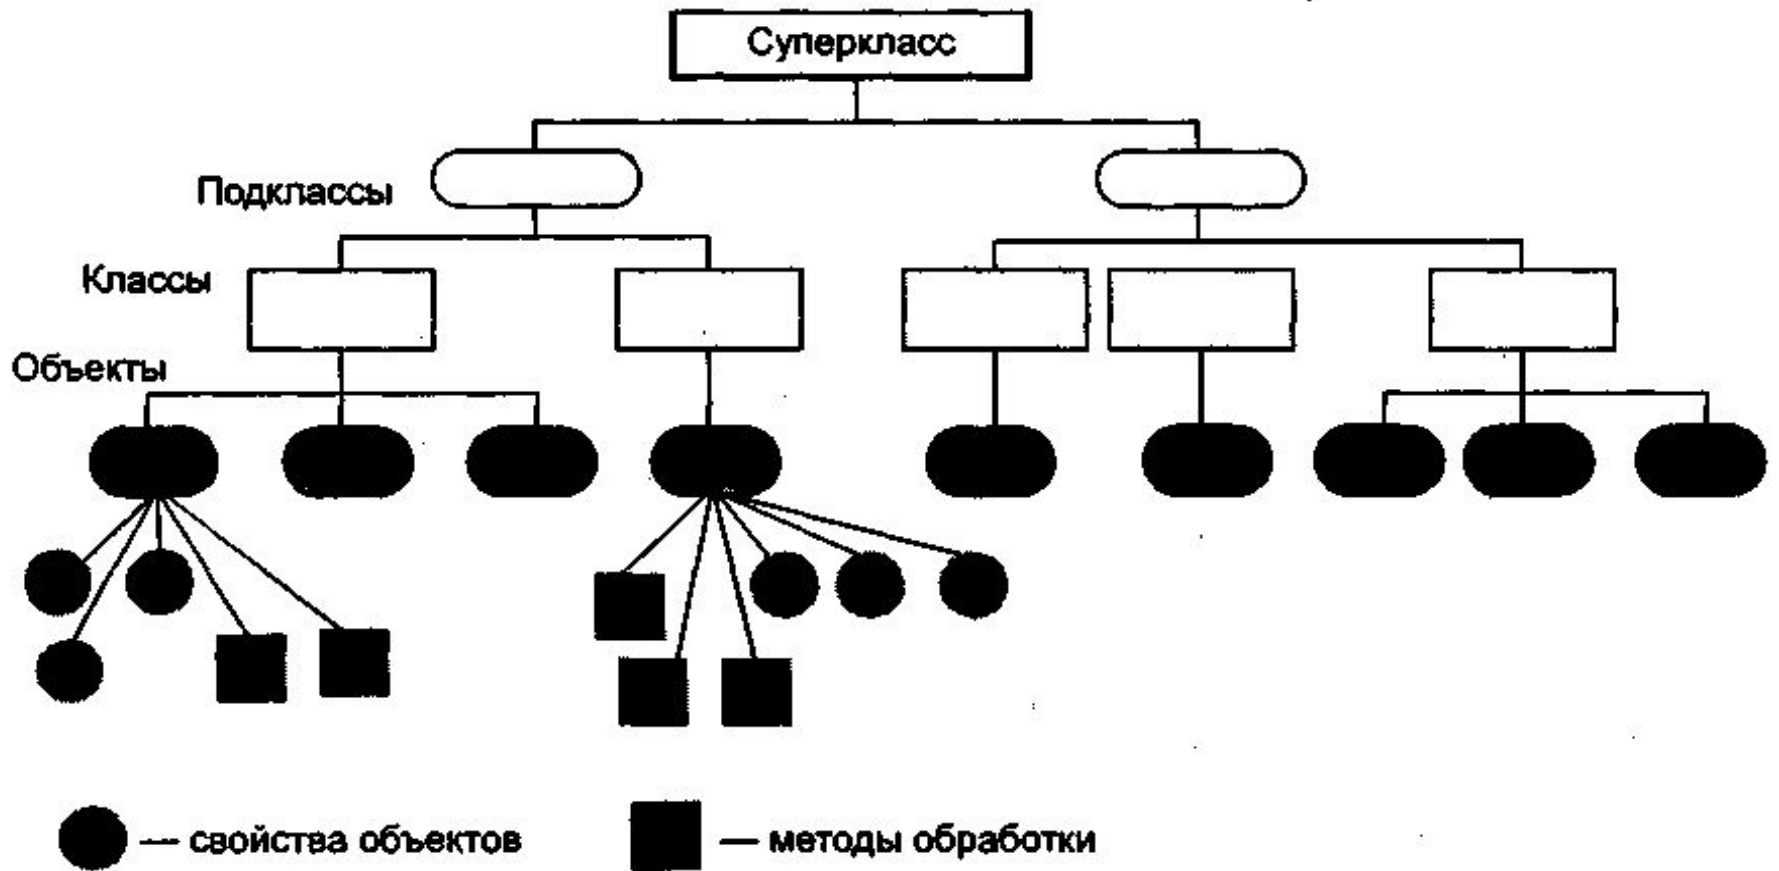 Суперкласс
Подклассы
Классы
Объекты
— свойства объектов
— методы обработки